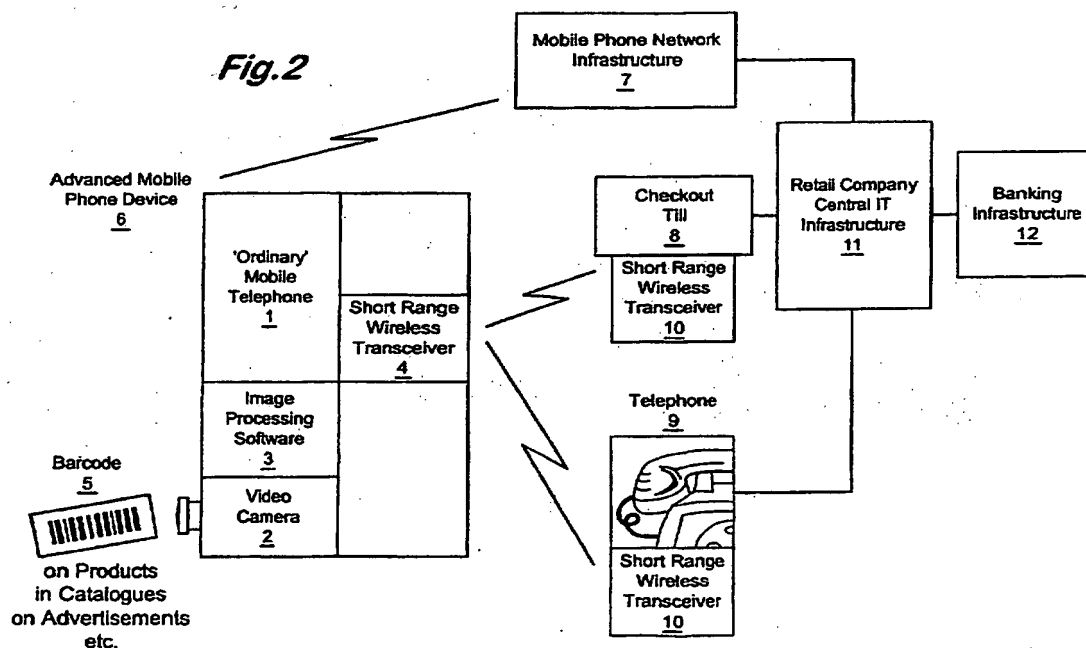 Fig.2
Mobile Phone Network
Infrastructure
7
Advanced Mobile
Phone Device
6
'Ordinary'
Mobile
Telephone
1
Short Range
Wireless
Transceiver
4
Image
Processing
Software
3
Video
Camera
2
Barcode
5
on Products
in Catalogues
on Advertisements
etc.
Checkout
Till
8
Short Range
Wireless
Transceiver
10
Telephone
9
Short Range
Wireless
Transceiver
10
Retail Company
Central IT
Infrastructure
11
Banking
Infrastructure
12